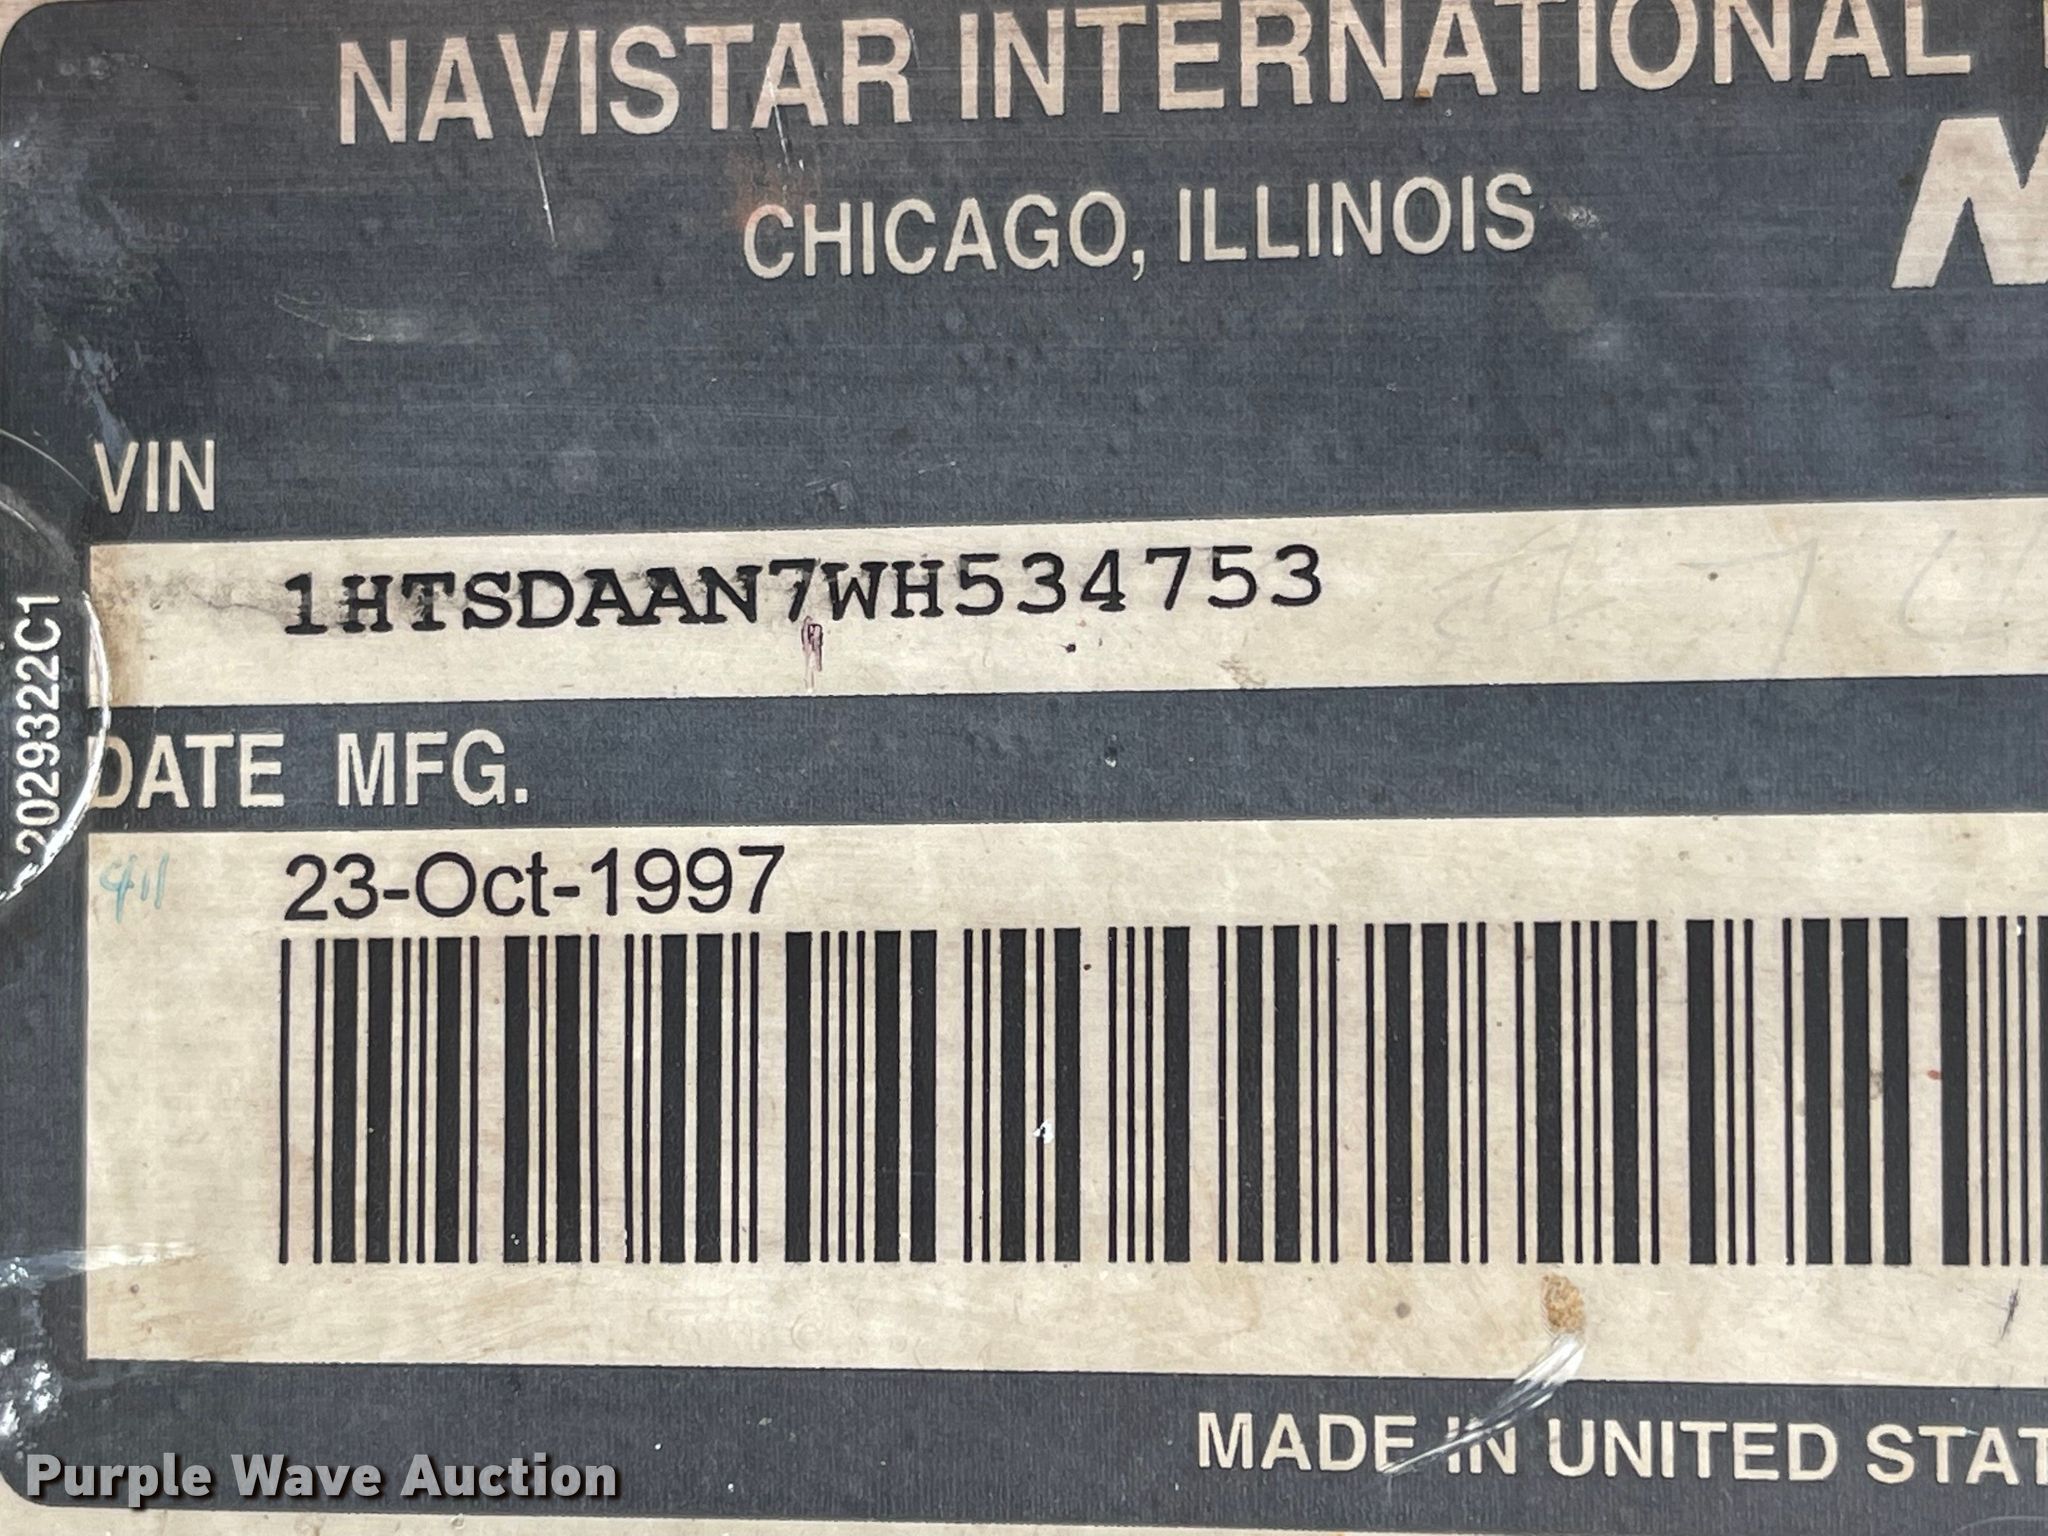 NAVISTAR INTERNATIONAL
CHICAGO, ILLINOIS
VIN
1HTSDAAN7WH534753
2029322C1
DATE MFG.
23-Oct-1997
MADE IN UNITED STAT
Purple Wave Auction